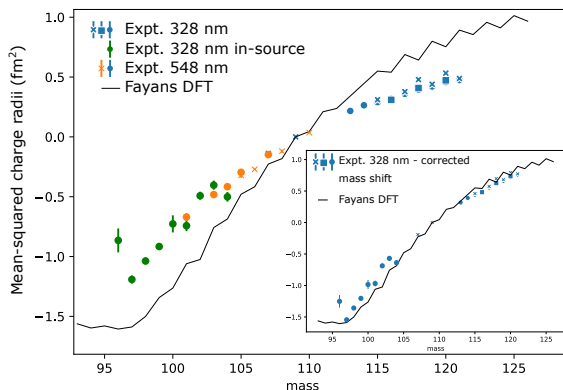 Expt. 328 nm
Expt. 328 nm in-source
Expt. 548 nm
Fayans DFT
Mean-squared charge radii (fm²)
1.0
0.5
0.0
−0.5
−1.0
−1.5
95 100 105 110 115 120 125
mass
Expt. 328 nm - corrected
mass shift
Fayans DFT
1.0
0.5
0.0
−0.5
−1.0
−1.5
95 100 105 110 115 120 125
mass